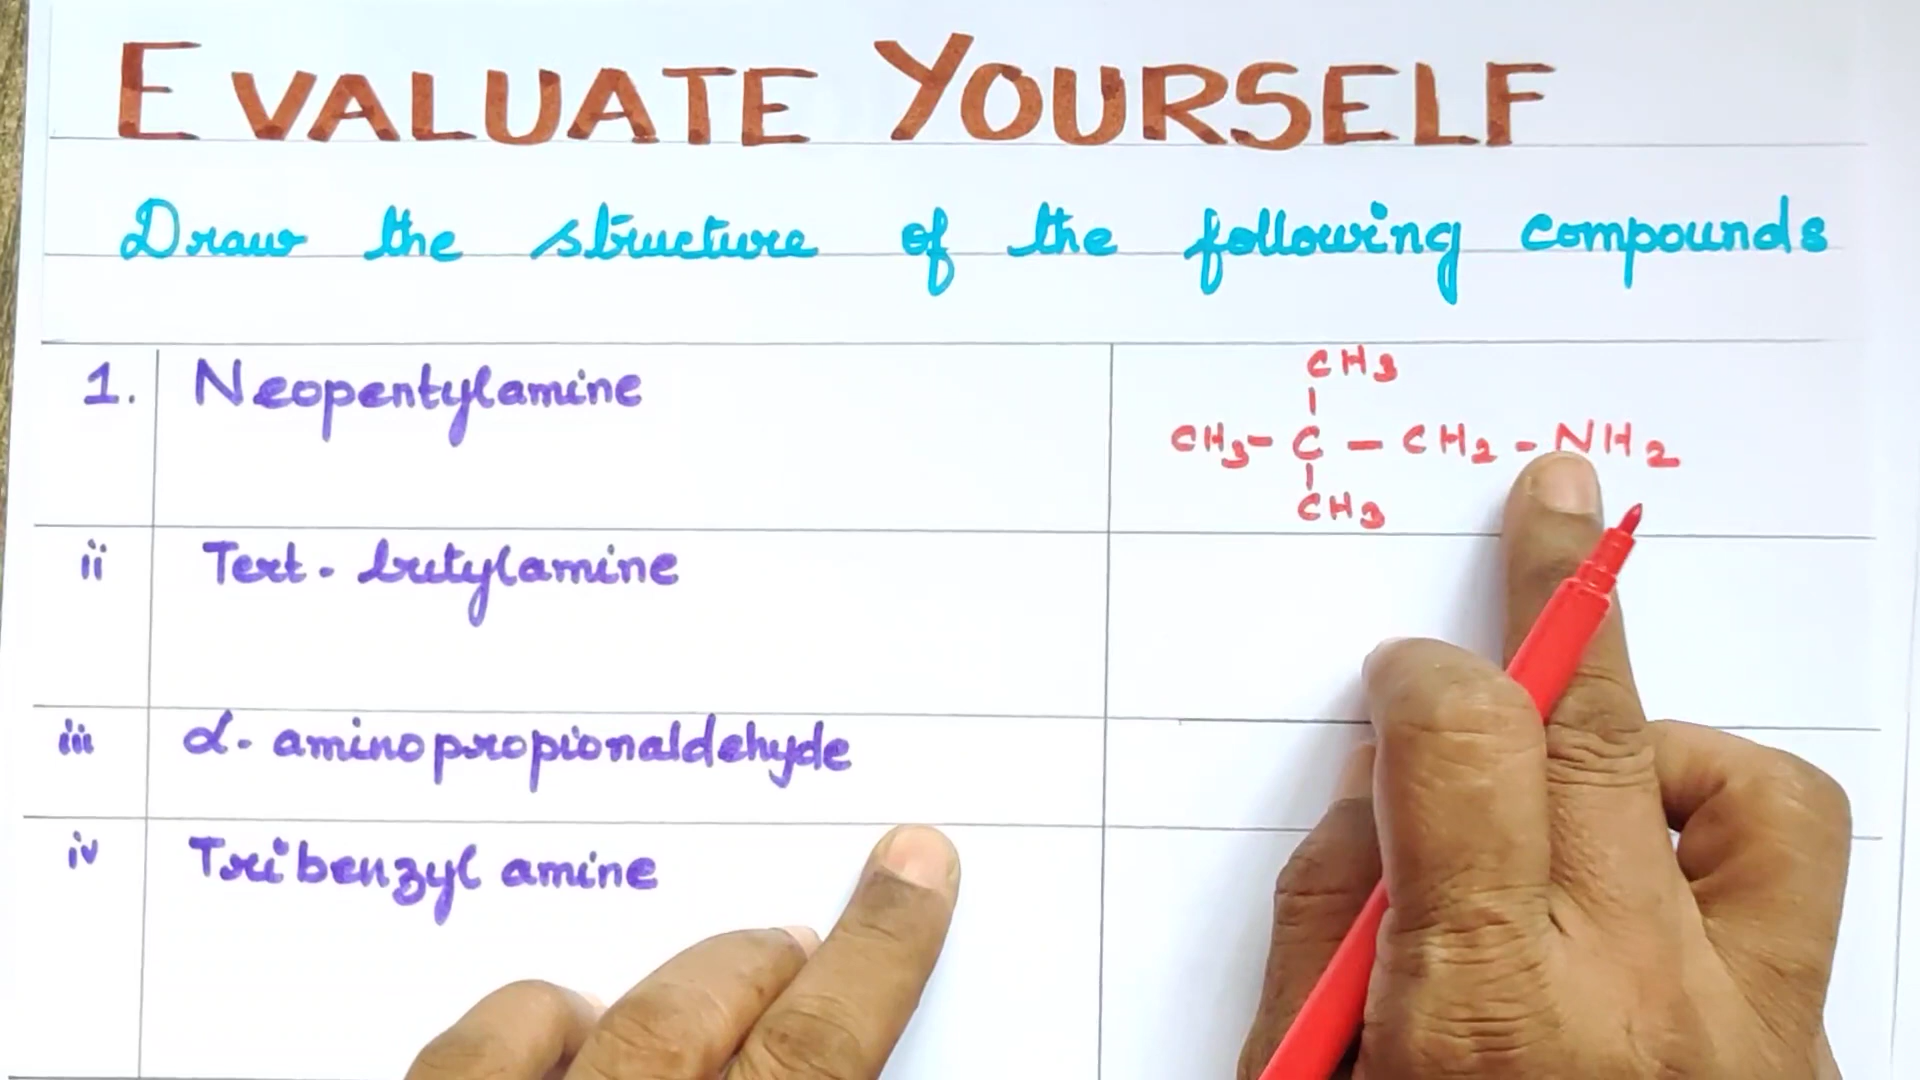 EVALUATE YOURSELF
Draw the structure of the following compounds
1. Neopentylamine
CH3
CH3 - C - CH2 - NH2
CH3
ii Tert - butylamine
iii α - aminopropionaldehyde
iv Tribenzyl amine